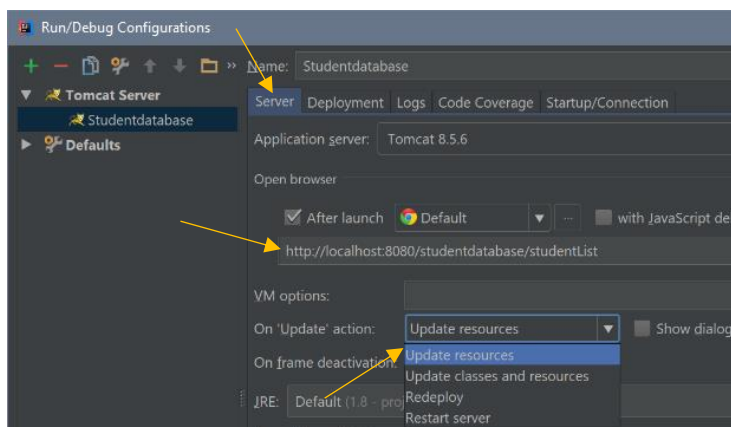 Run/Debug Configurations
Name: Studentdatabase
Tomcat Server
Studentdatabase
Defaults
Server Deployment Logs Code Coverage Startup/Connection
Application server: Tomcat 8.5.6
Open browser
After launch Default ... with JavaScript de
http://localhost:8080/studentdatabase/studentList
VM options:
On 'Update' action: Update resources Show dialog
On frame deactivation:
Update resources
Update classes and resources
Redeploy
Restart server
JRE: Default (1.8 - proj